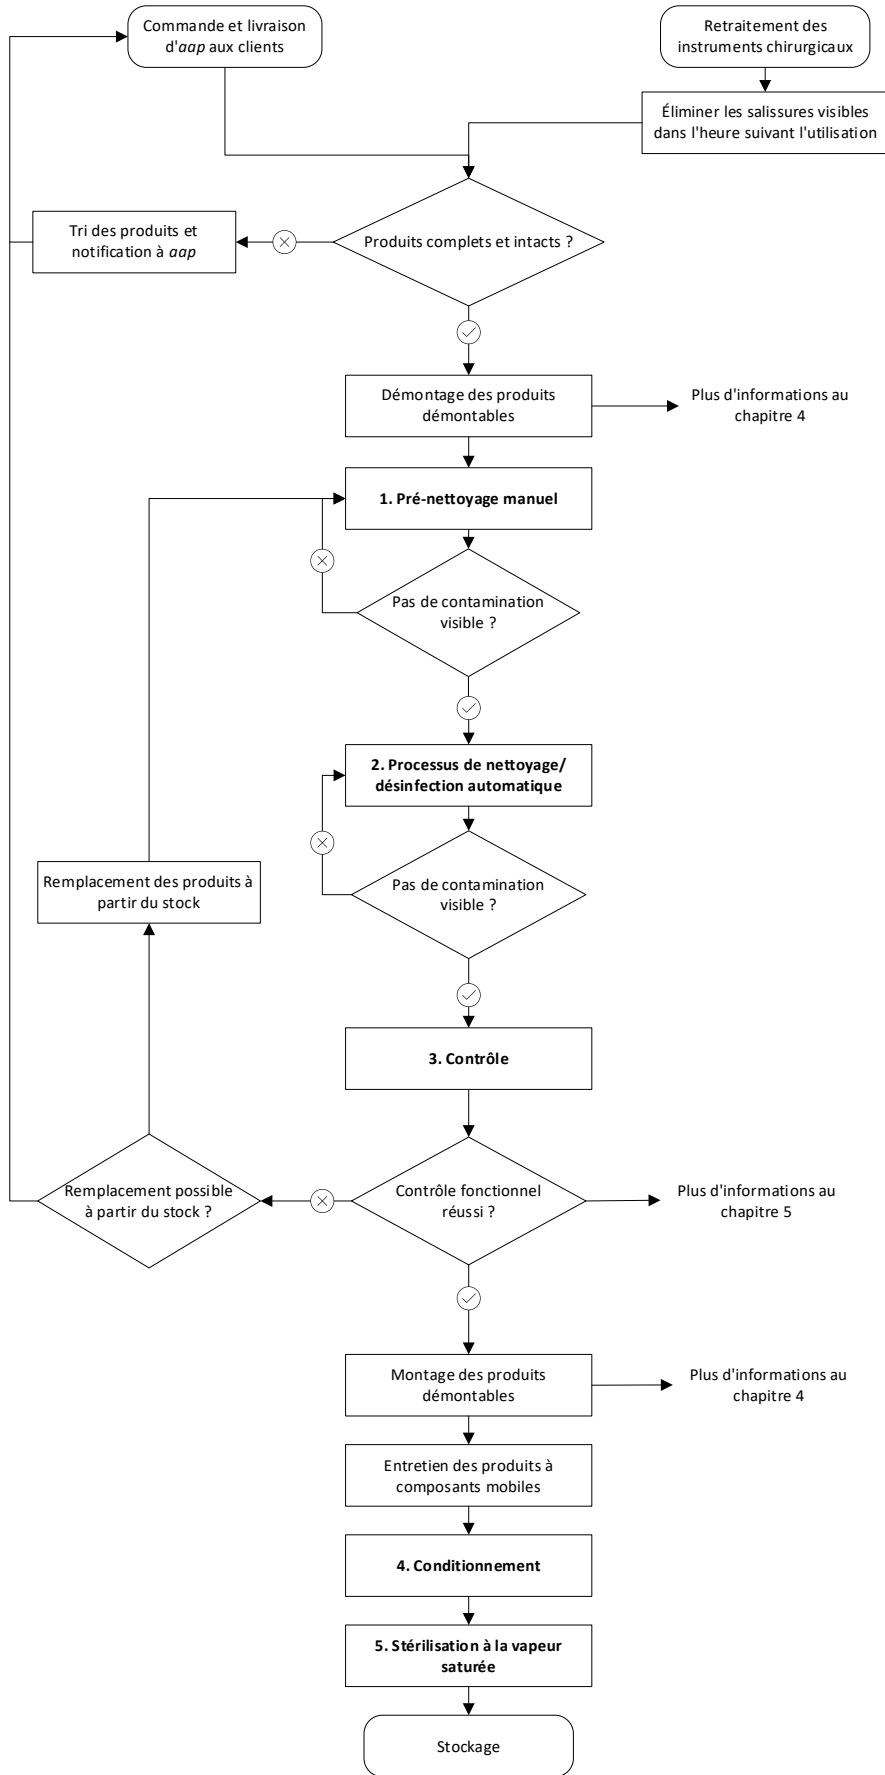 Commande et livraison
d'aap aux clients
Retraitement des
instruments chirurgicaux
Éliminer les salissures visibles
dans l'heure suivant l'utilisation
Tri des produits et
notification à aap
Produits complets et intacts ?
Démontage des produits
démontables
Plus d'informations au
chapitre 4
1. Pré-nettoyage manuel
Pas de contamination
visible ?
2. Processus de nettoyage/
désinfection automatique
Remplacement des produits à
partir du stock
Pas de contamination
visible ?
3. Contrôle
Remplacement possible
à partir du stock ?
Contrôle fonctionnel
réussi ?
Plus d'informations au
chapitre 5
Montage des produits
démontables
Plus d'informations au
chapitre 4
Entretien des produits à
composants mobiles
4. Conditionnement
5. Stérilisation à la vapeur
saturée
Stockage